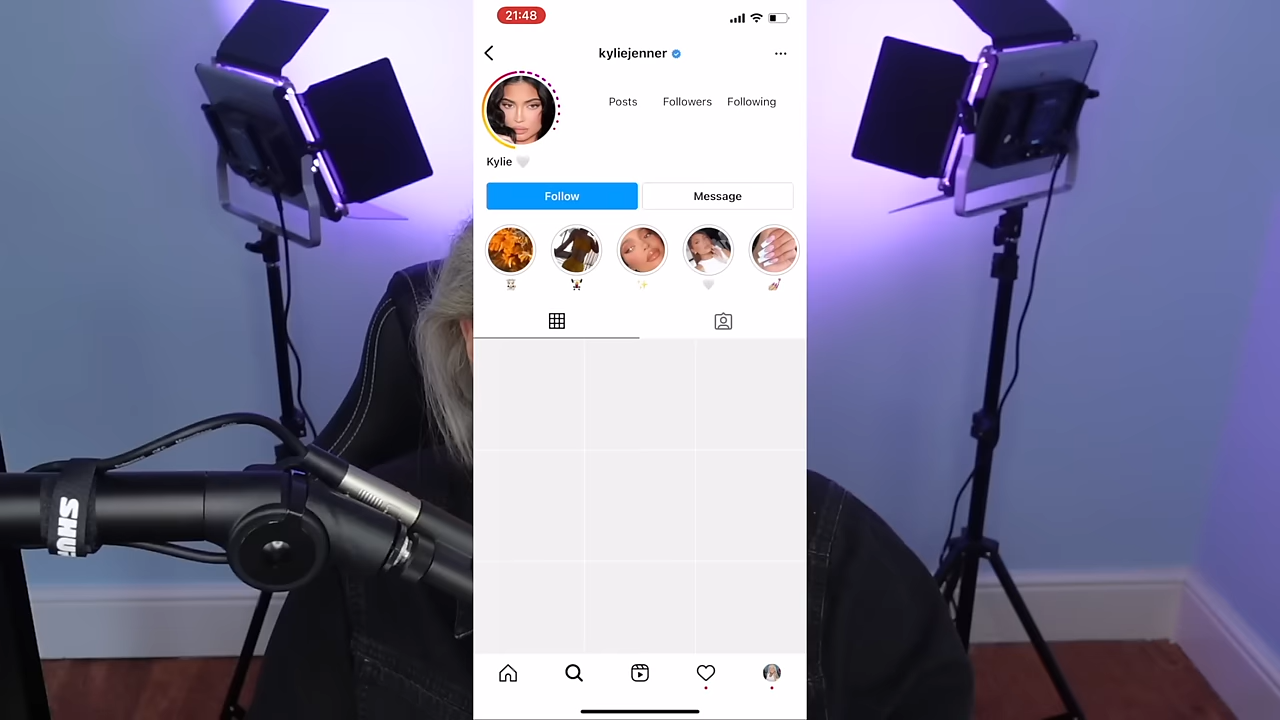 21:48
kyliejenner
Posts Followers Following
Kylie 🤍
Follow Message
SHU